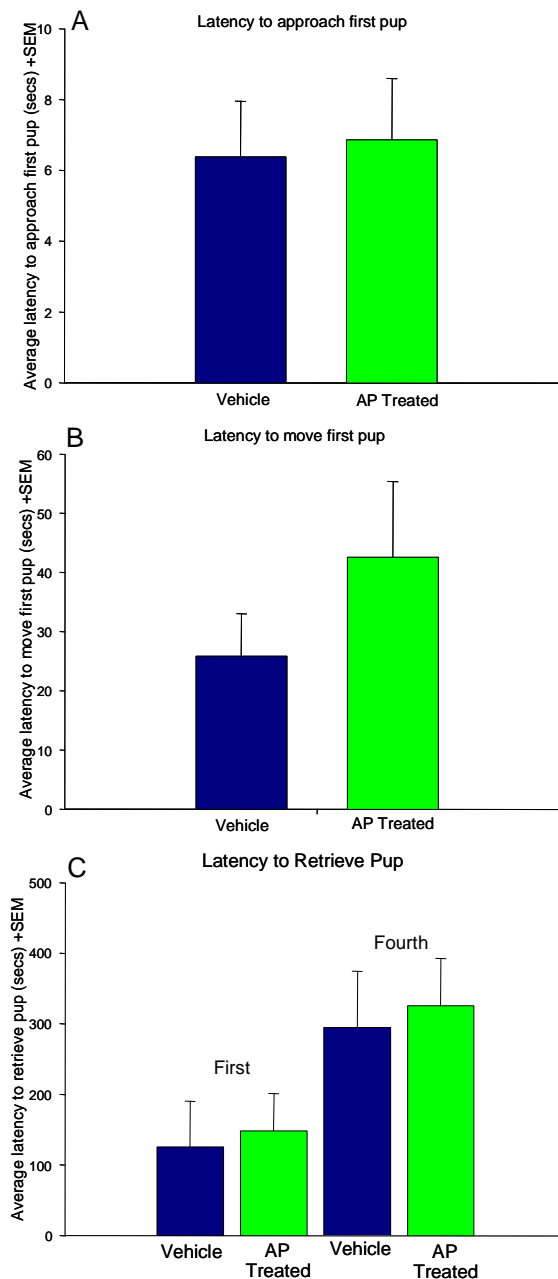 A
Latency to approach first pup
Average latency to approach first pup (secs) +SEM
10
8
6
4
2
0
Vehicle
AP Treated
B
Latency to move first pup
Average latency to move first pup (secs) +SEM
60
50
40
30
20
10
0
Vehicle
AP Treated
C
Latency to Retrieve Pup
Average latency to retrieve pup (secs) +SEM
500
400
300
200
100
0
First
Fourth
Vehicle
AP
Treated
Vehicle
AP
Treated